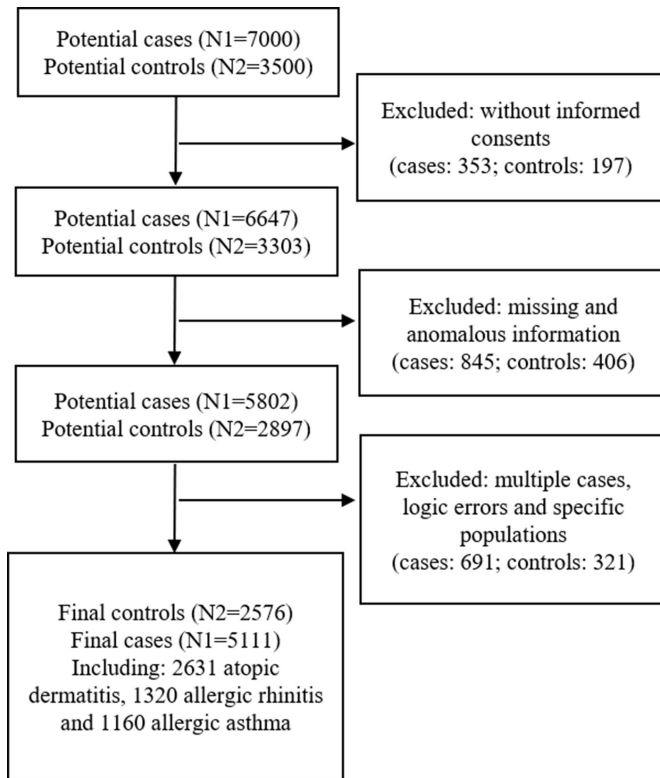 Potential cases (N1=7000)
Potential controls (N2=3500)
Excluded: without informed
consents
(cases: 353; controls: 197)
Potential cases (N1=6647)
Potential controls (N2=3303)
Excluded: missing and
anomalous information
(cases: 845; controls: 406)
Potential cases (N1=5802)
Potential controls (N2=2897)
Excluded: multiple cases,
logic errors and specific
populations
(cases: 691; controls: 321)
Final controls (N2=2576)
Final cases (N1=5111)
Including: 2631 atopic
dermatitis, 1320 allergic rhinitis
and 1160 allergic asthma